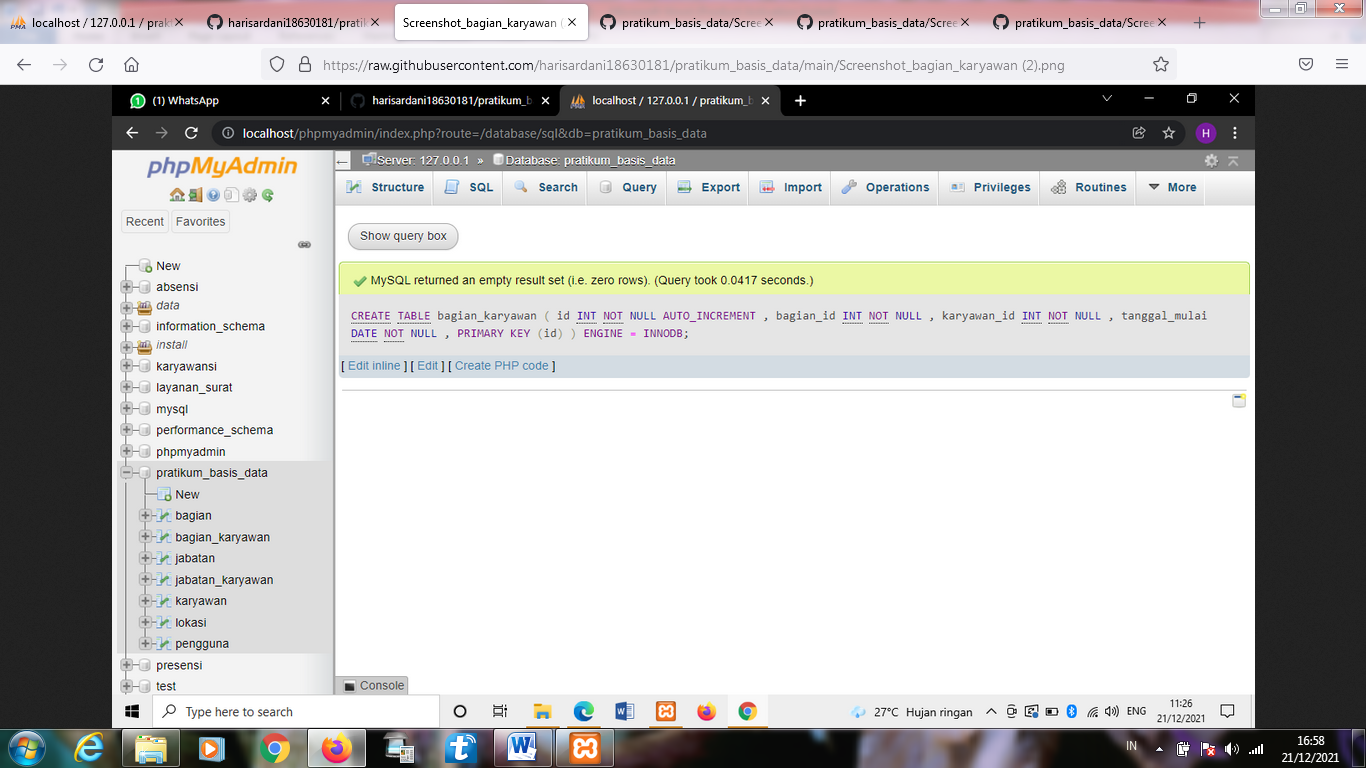 localhost / 127.0.0.1 / prakt
harisardani18630181/pratik
Screenshot_bagian_karyawan (
pratikum_basis_data/Scree
pratikum_basis_data/Scree
pratikum_basis_data/Scree
https://raw.githubusercontent.com/harisardani18630181/pratikum_basis_data/main/Screenshot_bagian_karyawan (2).png
(1) WhatsApp
harisardani18630181/pratikum_b
localhost / 127.0.0.1 / pratikum_b
localhost/phpmyadmin/index.php?route=/database/sql&db=pratikum_basis_data
H
phpMyAdmin
Recent
Favorites
New
absensi
data
information_schema
install
karyawansi
layanan_surat
mysql
performance_schema
phpmyadmin
pratikum_basis_data
New
bagian
bagian_karyawan
jabatan
jabatan_karyawan
karyawan
lokasi
pengguna
presensi
test
Server: 127.0.0.1 » Database: pratikum_basis_data
Structure
SQL
Search
Query
Export
Import
Operations
Privileges
Routines
More
Show query box
MySQL returned an empty result set (i.e. zero rows). (Query took 0.0417 seconds.)
CREATE TABLE bagian_karyawan ( id INT NOT NULL AUTO_INCREMENT , bagian_id INT NOT NULL , karyawan_id INT NOT NULL , tanggal_mulai
DATE NOT NULL , PRIMARY KEY (id) ) ENGINE = INNODB;
[ Edit inline ] [ Edit ] [ Create PHP code ]
Console
Type here to search
27°C Hujan ringan
ENG
11:26
21/12/2021
IN
16:58
21/12/2021